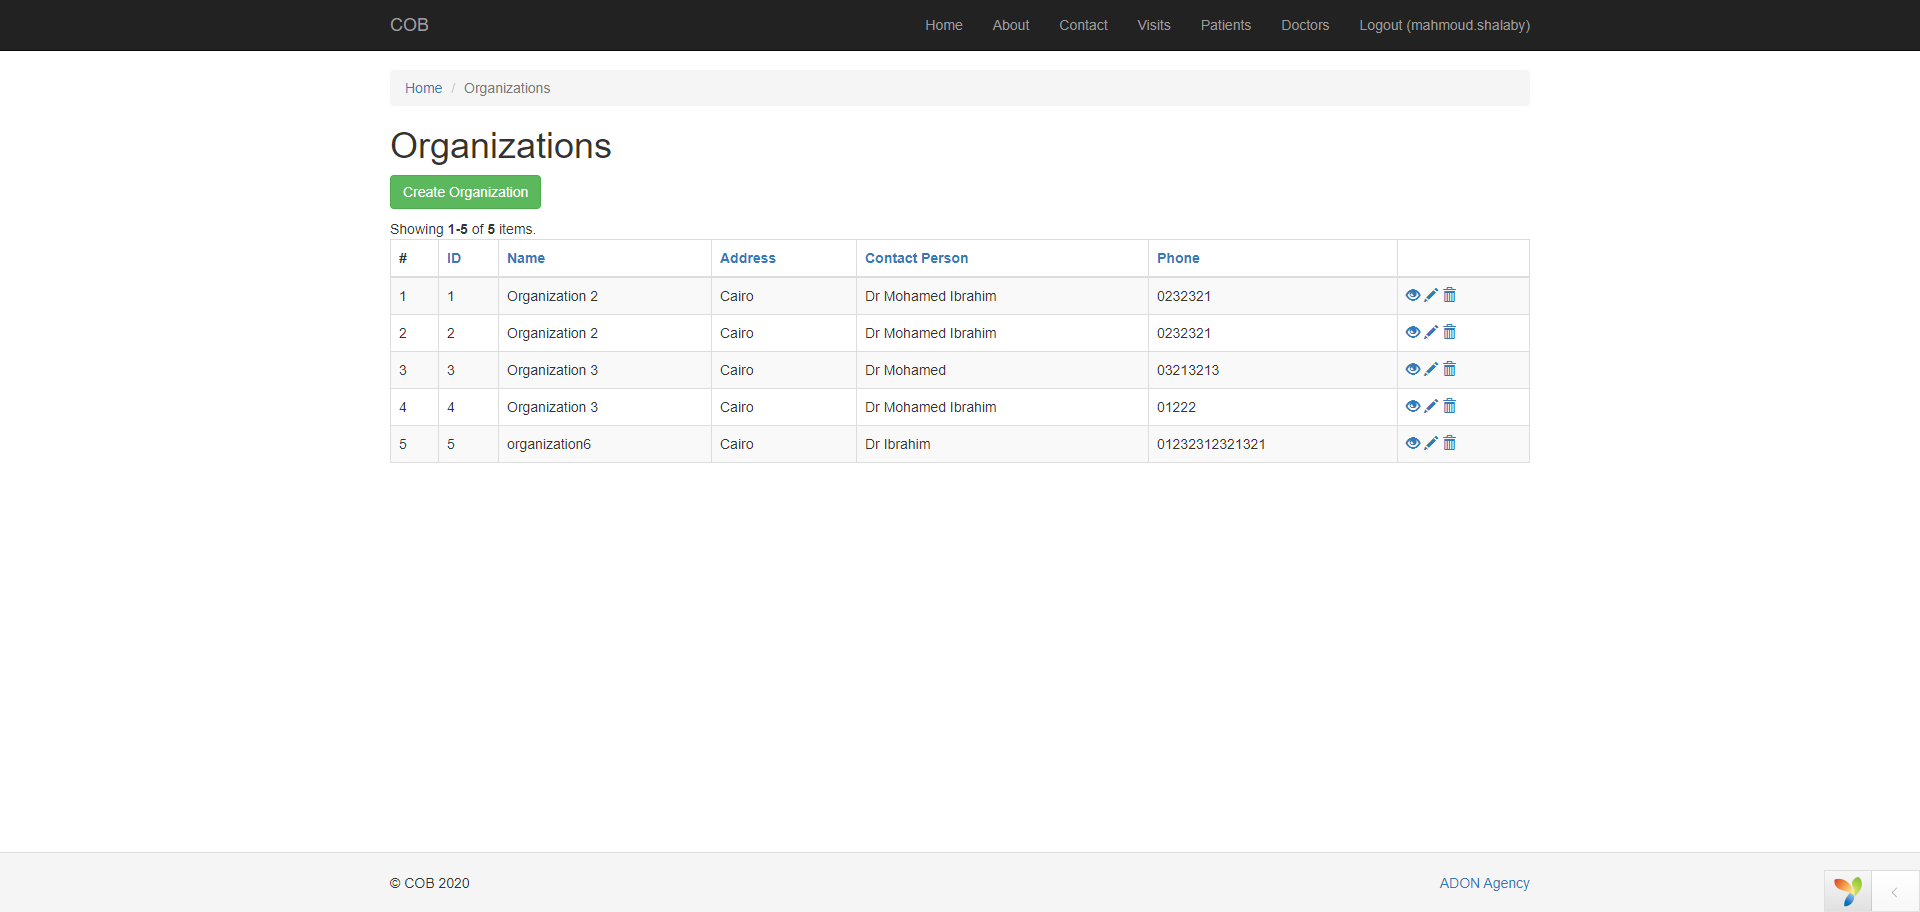 COB Home About Contact Visits Patients Doctors Logout (mahmoud.shalaby)
Home / Organizations
Organizations
Create Organization
Showing 1-5 of 5 items.
# ID Name Address Contact Person Phone
1 1 Organization 2 Cairo Dr Mohamed Ibrahim 0232321
2 2 Organization 2 Cairo Dr Mohamed Ibrahim 0232321
3 3 Organization 3 Cairo Dr Mohamed 03213213
4 4 Organization 3 Cairo Dr Mohamed Ibrahim 01222
5 5 organization6 Cairo Dr Ibrahim 01232312321321
© COB 2020 ADON Agency